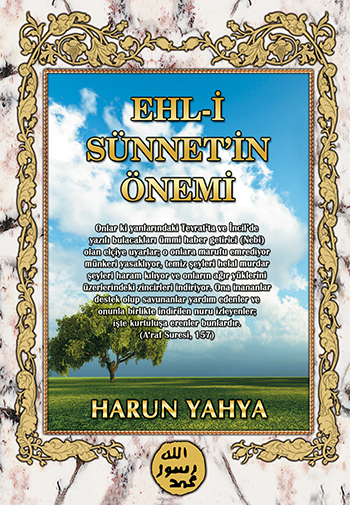 EHL-İ
SÜNNET'İN
ÖNEMİ
Onlar ki yanlarındaki Tevrat'ta ve İncil'de
yazılı bulacakları ümmi haber getirici (Nebi)
olan elçiye uyarlar; o onlara marufu emrediyor
münkeri yasaklıyor, temiz şeyleri helal murdar
şeyleri haram kılıyor ve onların ağır yüklerini
üzerlerindeki zincirleri indiriyor. Ona inananlar
destek olup savunanlar yardım edenler ve
onunla birlikte indirilen nuru izleyenler;
işte kurtuluşa erenler bunlardır.
(A'raf Suresi, 157)
HARUN YAHYA
الله
رسول
محمد